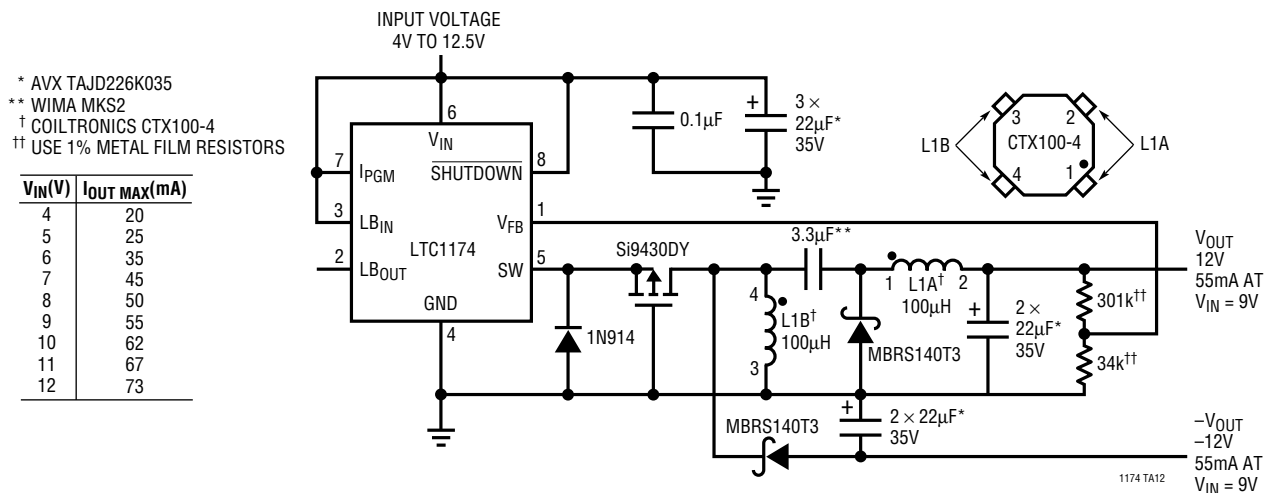 INPUT VOLTAGE
4V TO 12.5V
* AVX TAJD226K035
** WIMA MKS2
† COILTRONICS CTX100-4
†† USE 1% METAL FILM RESISTORS
VIN(V) IOUT MAX(mA)
4 20
5 25
6 35
7 45
8 50
9 55
10 62
11 67
12 73
6
VIN
7
IPGM
SHUTDOWN
8
3
LBIN
VFB
1
LTC1174
2
LBOUT
SW
5
GND
4
0.1µF
+
3 ×
22µF*
35V
3
2
CTX100-4
4
1
L1B
L1A
1N914
Si9430DY
4
L1B†
100µH
3
3.3µF**
MBRS140T3
1
L1A†
2
100µH
+
2 ×
22µF*
35V
301k††
34k††
VOUT
12V
55mA AT
VIN = 9V
MBRS140T3
+
2 × 22µF*
35V
–VOUT
–12V
55mA AT
VIN = 9V
1174 TA12